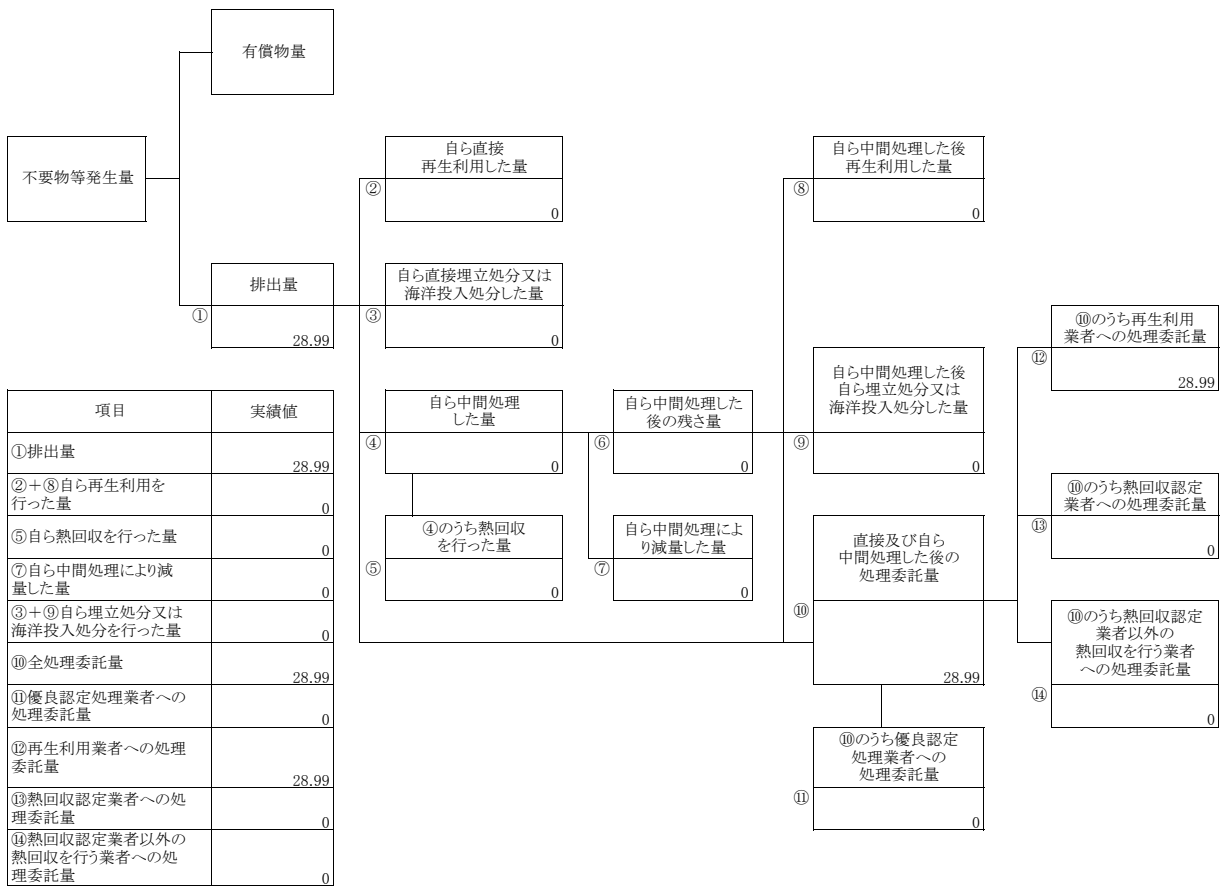 有償物量
不要物等発生量
自ら直接
再生利用した量
②
0
自ら中間処理した後
再生利用した量
⑧
0
排出量
①
28.99
自ら直接埋立処分又は
海洋投入処分した量
③
0
⑩のうち再生利用
業者への処理委託量
⑫
28.99
自ら中間処理
した量
④
0
自ら中間処理した
後の残さ量
⑥
0
自ら中間処理した後
自ら埋立処分又は
海洋投入処分した量
⑨
0
⑩のうち熱回収認定
業者への処理委託量
⑬
0
④のうち熱回収
を行った量
⑤
0
自ら中間処理によ
り減量した量
⑦
0
直接及び自ら
中間処理した後の
処理委託量
⑩
28.99
⑩のうち熱回収認定
業者以外の
熱回収を行う業者
への処理委託量
⑭
0
⑩のうち優良認定
処理業者への
処理委託量
⑪
0
項目 実績値
①排出量
28.99
②＋⑧自ら再生利用を
行った量
0
⑤自ら熱回収を行った量
0
⑦自ら中間処理により減
量した量
0
③＋⑨自ら埋立処分又は
海洋投入処分を行った量
0
⑩全処理委託量
28.99
⑪優良認定処理業者への
処理委託量
0
⑫再生利用業者への処理
委託量
28.99
⑬熱回収認定業者への処
理委託量
0
⑭熱回収認定業者以外の
熱回収を行う業者への処
理委託量
0